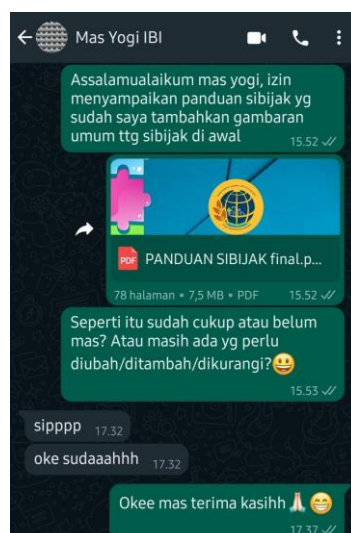 Mas Yogi IBI
Assalamualaikum mas yogi, izin
menyampaikan panduan sibijak yg
sudah saya tambahkan gambaran
umum ttg sibijak di awal
15.52
PDF PANDUAN SIBIJAK final.p...
78 halaman • 7,5 MB • PDF 15.52
Seperti itu sudah cukup atau belum
mas? Atau masih ada yg perlu
diubah/ditambah/dikurangi?😃
15.53
sipppp 17.32
oke sudaaahhh 17.32
Okee mas terima kasihh 🙏🏻 😁
17.37